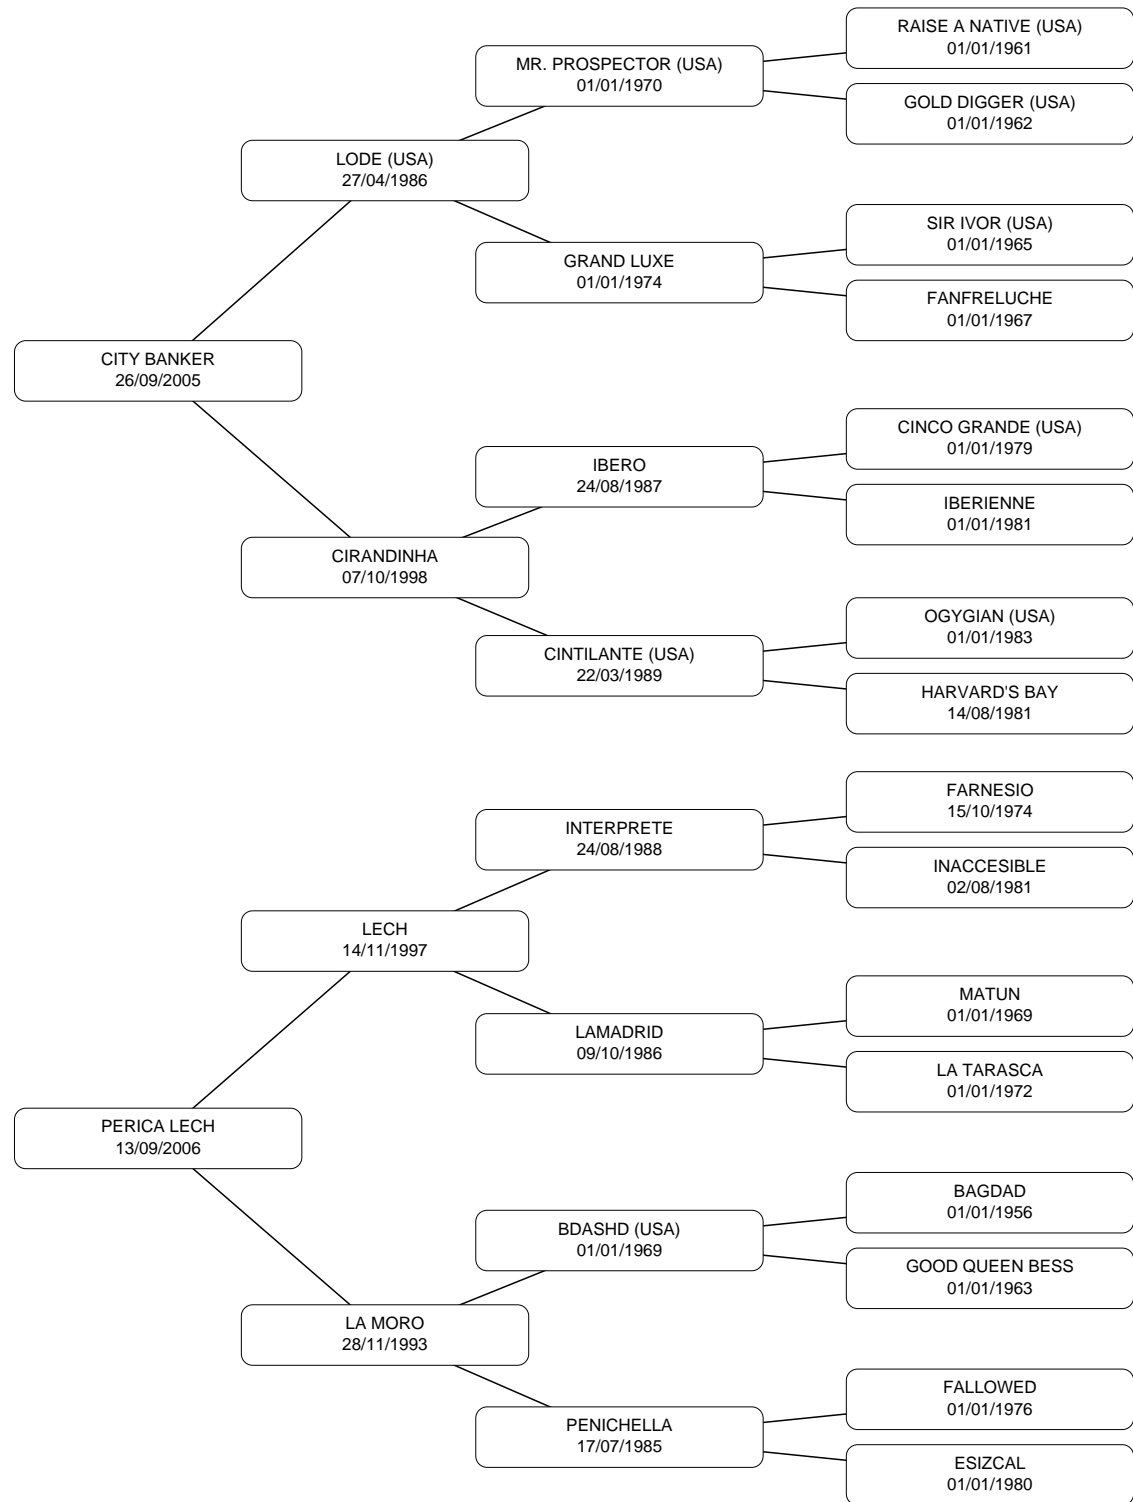 RAISE A NATIVE (USA)
01/01/1961
MR. PROSPECTOR (USA)
01/01/1970
GOLD DIGGER (USA)
01/01/1962
LODE (USA)
27/04/1986
SIR IVOR (USA)
01/01/1965
GRAND LUXE
01/01/1974
FANFRELUCHE
01/01/1967
CITY BANKER
26/09/2005
CINCO GRANDE (USA)
01/01/1979
IBERO
24/08/1987
IBERIENNE
01/01/1981
CIRANDINHA
07/10/1998
OGYGIAN (USA)
01/01/1983
CINTILANTE (USA)
22/03/1989
HARVARD'S BAY
14/08/1981
FARNESIO
15/10/1974
INTERPRETE
24/08/1988
INACCESIBLE
02/08/1981
LECH
14/11/1997
MATUN
01/01/1969
LAMADRID
09/10/1986
LA TARASCA
01/01/1972
PERICA LECH
13/09/2006
BAGDAD
01/01/1956
BDASHD (USA)
01/01/1969
GOOD QUEEN BESS
01/01/1963
LA MORO
28/11/1993
FALLOWED
01/01/1976
PENICHELLA
17/07/1985
ESIZCAL
01/01/1980